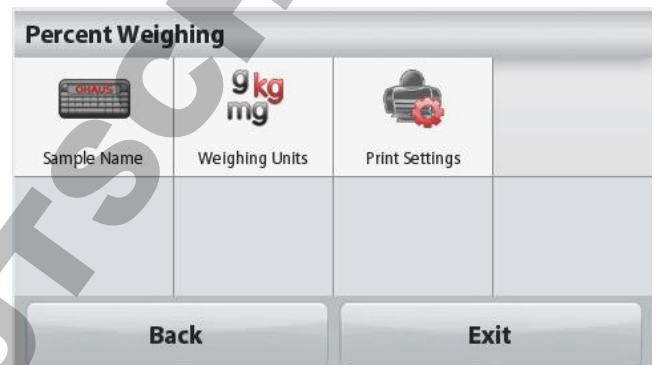 Percent Weighing
OHAUS
g kg
mg
Sample Name
Weighing Units
Print Settings
Back
Exit